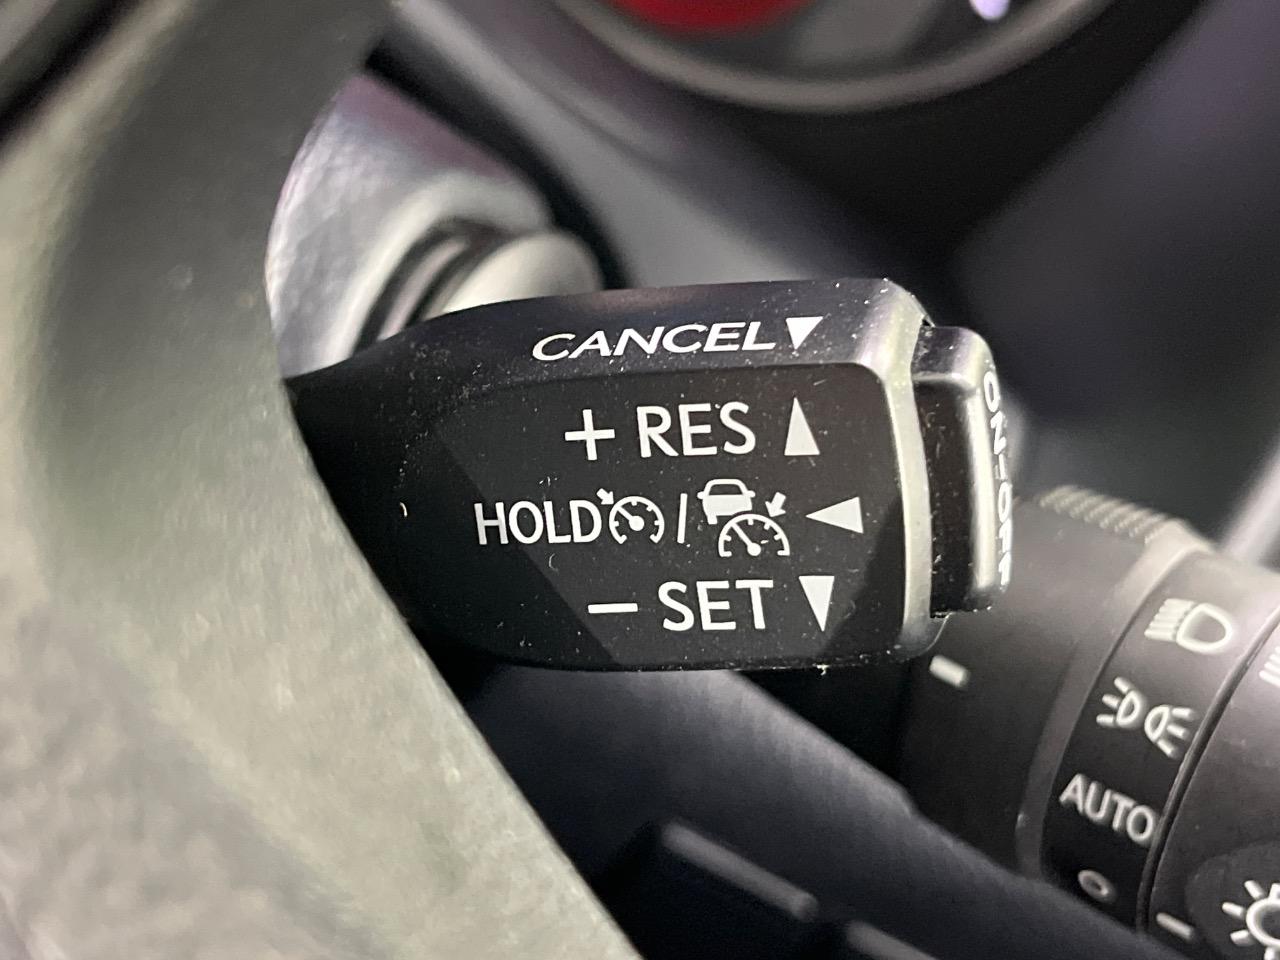 CANCEL▼
+ RES ▲
HOLD / ◀
− SET ▼
ON-OFF
AUTO